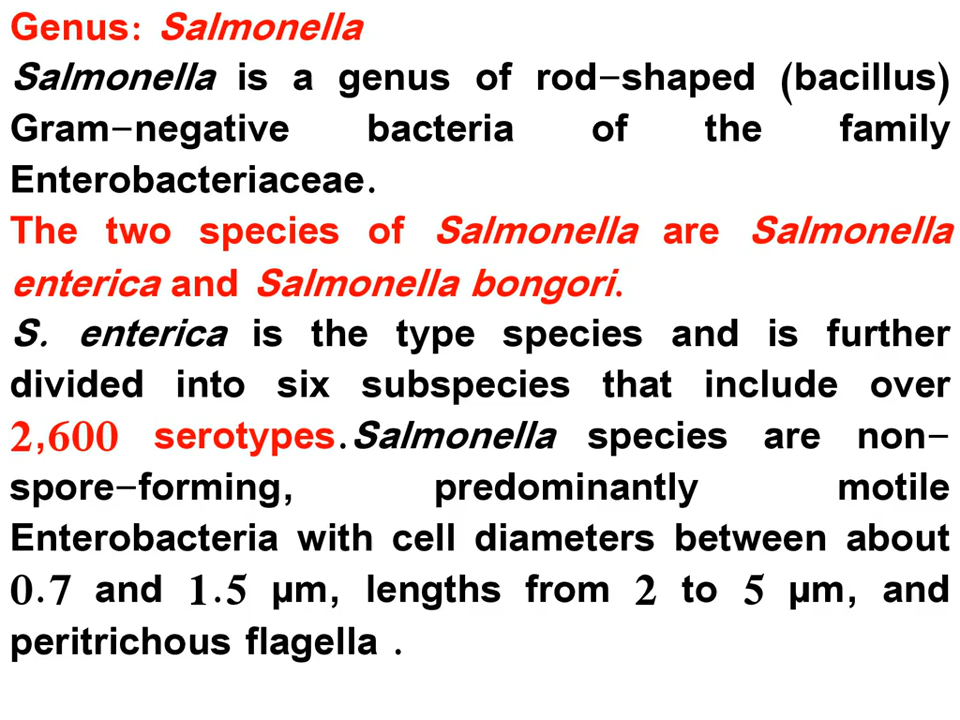 Genus: Salmonella
Salmonella is a genus of rod-shaped (bacillus)
Gram-negative bacteria of the family
Enterobacteriaceae.
The two species of Salmonella are Salmonella
enterica and Salmonella bongori.
S. enterica is the type species and is further
divided into six subspecies that include over
2,600 serotypes.Salmonella species are non-
spore-forming, predominantly motile
Enterobacteria with cell diameters between about
0.7 and 1.5 µm, lengths from 2 to 5 µm, and
peritrichous flagella .